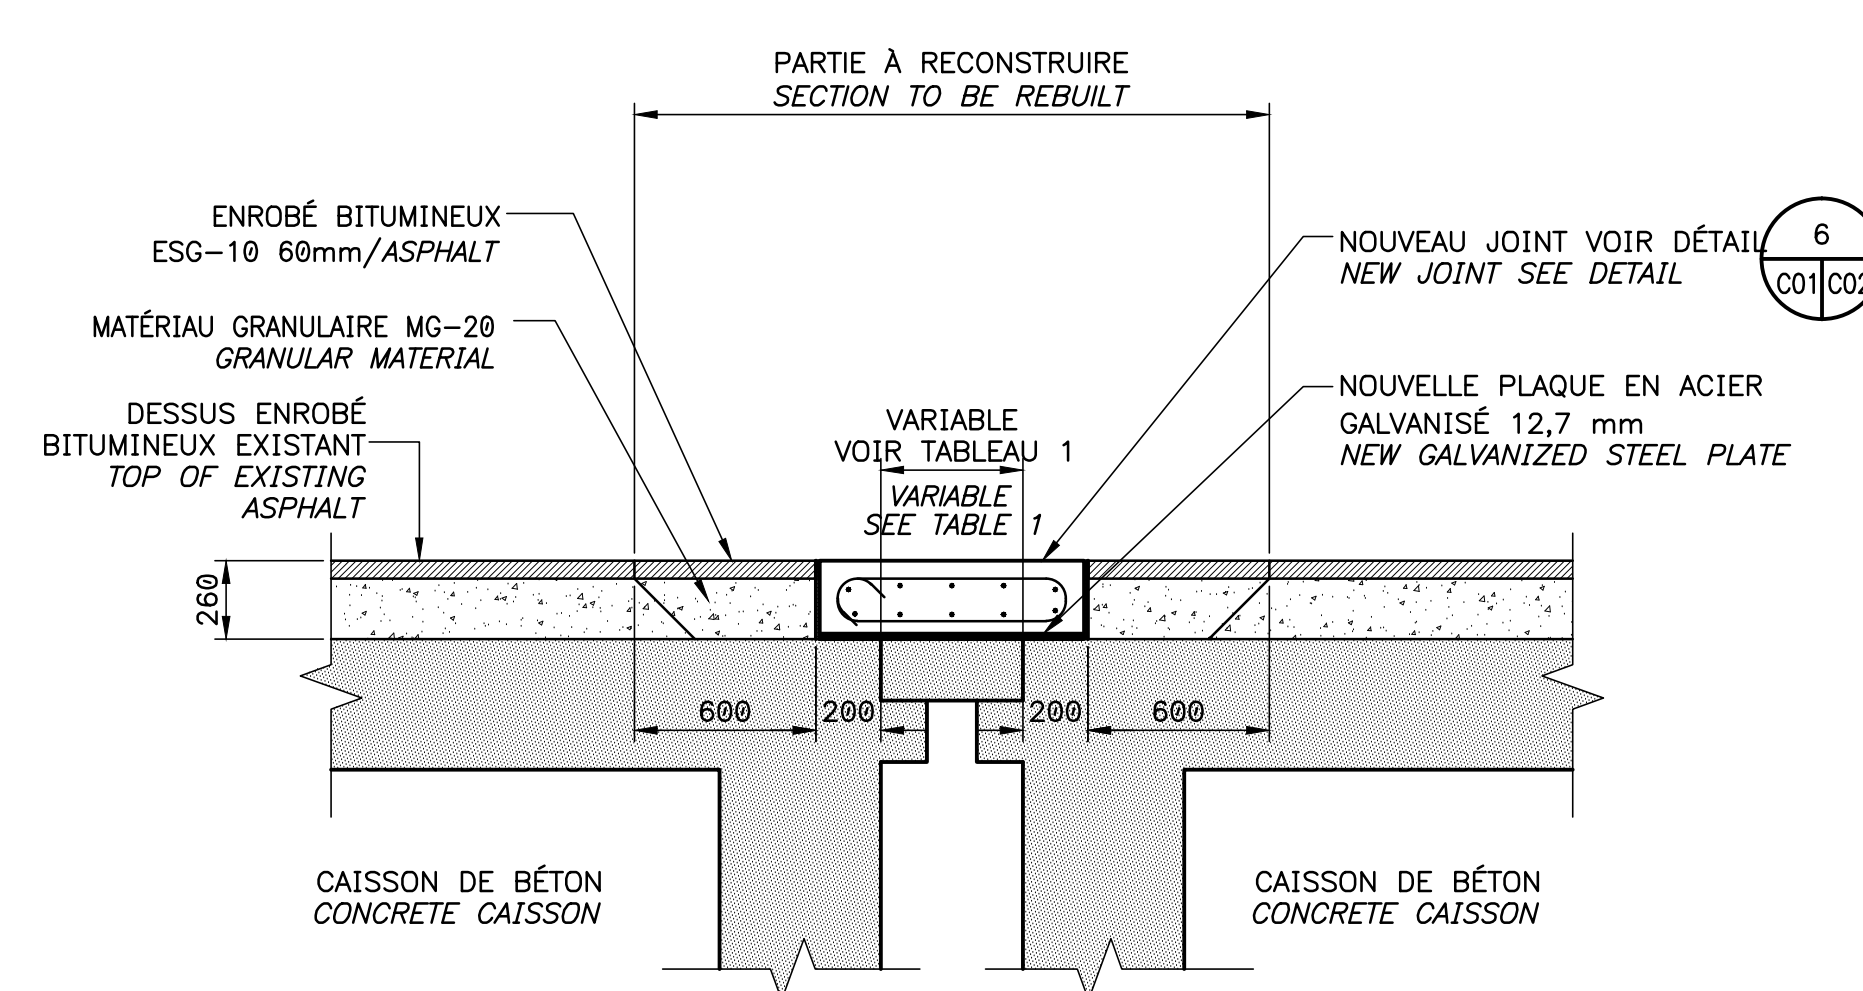 PARTIE À RECONSTRUIRE
SECTION TO BE REBUILT
ENROBÉ BITUMINEUX
ESG-10 60mm/ASPHALT
MATÉRIAU GRANULAIRE MG-20
GRANULAR MATERIAL
DESSUS ENROBÉ
BITUMINEUX EXISTANT
TOP OF EXISTING
ASPHALT
VARIABLE
VOIR TABLEAU 1
VARIABLE
SEE TABLE 1
NOUVEAU JOINT VOIR DÉTAIL
NEW JOINT SEE DETAIL
6
C01 C02
NOUVELLE PLAQUE EN ACIER
GALVANISÉ 12,7 mm
NEW GALVANIZED STEEL PLATE
260
600 200 200 600
CAISSON DE BÉTON
CONCRETE CAISSON
CAISSON DE BÉTON
CONCRETE CAISSON